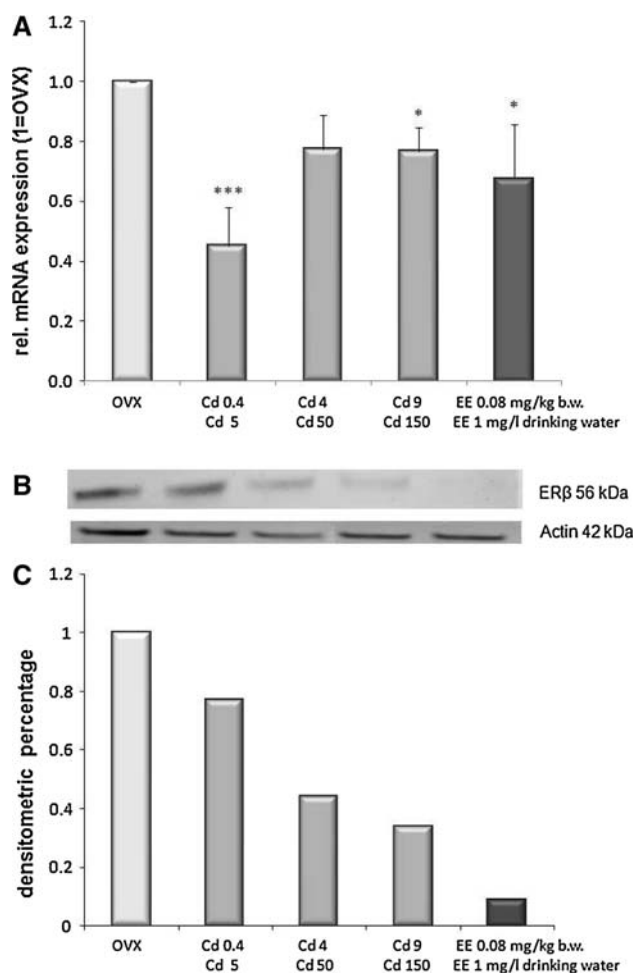 A
rel. mRNA expression (1=OVX)
1.2
1.0
0.8
0.6
0.4
0.2
0.0
***
*
*
OVX
Cd 0.4
Cd 5
Cd 4
Cd 50
Cd 9
Cd 150
EE 0.08 mg/kg b.w.
EE 1 mg/l drinking water
B
ERβ 56 kDa
Actin 42 kDa
C
densitometric percentage
1.2
1
0.8
0.6
0.4
0.2
0
OVX
Cd 0.4
Cd 5
Cd 4
Cd 50
Cd 9
Cd 150
EE 0.08 mg/kg b.w.
EE 1 mg/l drinking water